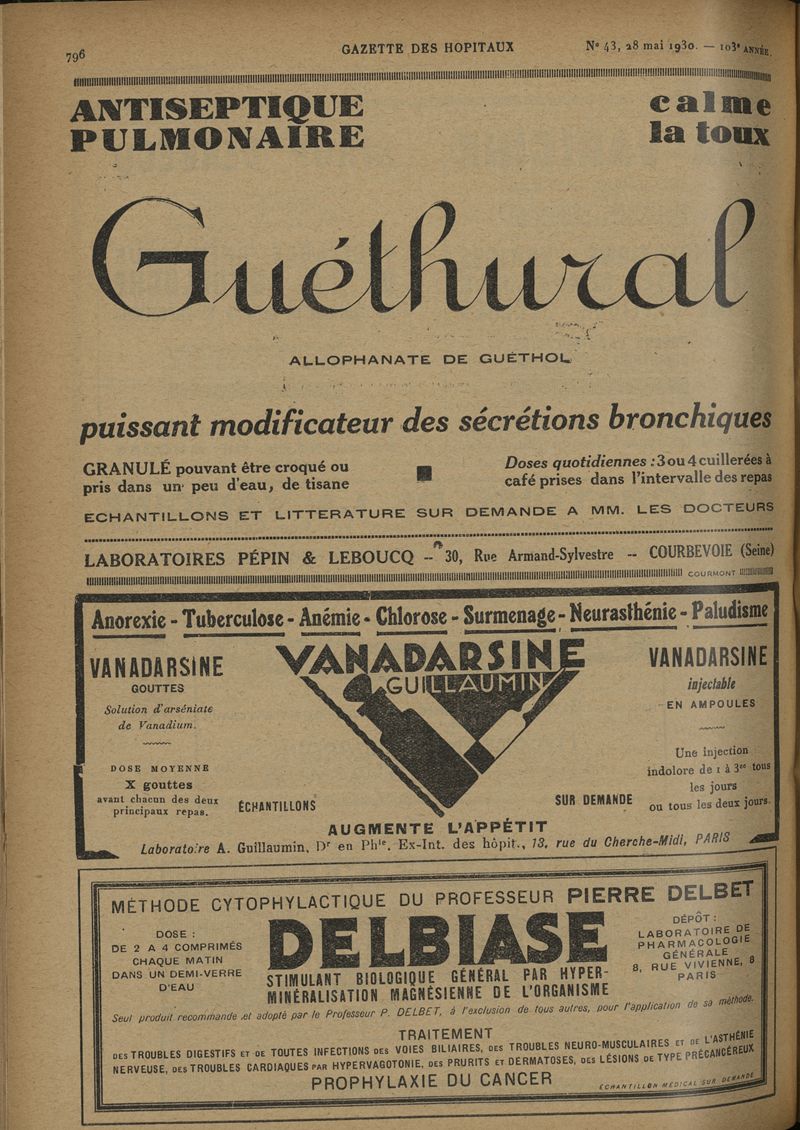 796
GAZETTE DES HOPITAUX
N° 43, 28 mai 1930. — 103e ANNÉE.
ANTISEPTIQUE
PULMONAIRE
calme
la toux
Guéthural
ALLOPHANATE DE GUÉTHOL
puissant modificateur des sécrétions bronchiques
GRANULÉ pouvant être croqué ou
pris dans un peu d'eau, de tisane
Doses quotidiennes : 3 ou 4 cuillerées à
café prises dans l'intervalle des repas
ECHANTILLONS ET LITTERATURE SUR DEMANDE A MM. LES DOCTEURS
LABORATOIRES PÉPIN & LEBOUCQ -- 30, Rue Armand-Sylvestre -- COURBEVOIE (Seine)
COURMONT
Anorexie - Tuberculose - Anémie - Chlorose - Surmenage - Neurasthénie - Paludisme
VANADARSINE
GOUTTES
Solution d'arséniate
de Vanadium.
DOSE MOYENNE
X gouttes
avant chacun des deux
principaux repas.
VANADARSINE
GUILLAUMIN
ÉCHANTILLONS
SUR DEMANDE
VANADARSINE
injectable
EN AMPOULES
Une injection
indolore de 1 à 3cc tous
les jours
ou tous les deux jours.
AUGMENTE L'APPÉTIT
Laboratoire A. Guillaumin, Dr en Phie. Ex-Int. des hôpit., 13, rue du Cherche-Midi, PARIS
MÉTHODE CYTOPHYLACTIQUE DU PROFESSEUR PIERRE DELBET
DOSE :
DE 2 A 4 COMPRIMÉS
CHAQUE MATIN
DANS UN DEMI-VERRE
D'EAU
DELBIASE
STIMULANT BIOLOGIQUE GÉNÉRAL PAR HYPER-
MINÉRALISATION MAGNÉSIENNE DE L'ORGANISME
DÉPÔT :
LABORATOIRE DE
PHARMACOLOGIE
GÉNÉRALE
8, RUE VIVIENNE, 8
PARIS
Seul produit recommandé et adopté par le Professeur P. DELBET, à l'exclusion de tous autres, pour l'application de sa méthode.
TRAITEMENT
DES TROUBLES DIGESTIFS ET DE TOUTES INFECTIONS DES VOIES BILIAIRES, DES TROUBLES NEURO-MUSCULAIRES ET DE L'ASTHÉNIE
NERVEUSE, DES TROUBLES CARDIAQUES PAR HYPERVAGOTONIE, DES PRURITS ET DERMATOSES, DES LÉSIONS DE TYPE PRÉCANCÉREUX
PROPHYLAXIE DU CANCER
ÉCHANTILLON MÉDICAL SUR DEMANDE